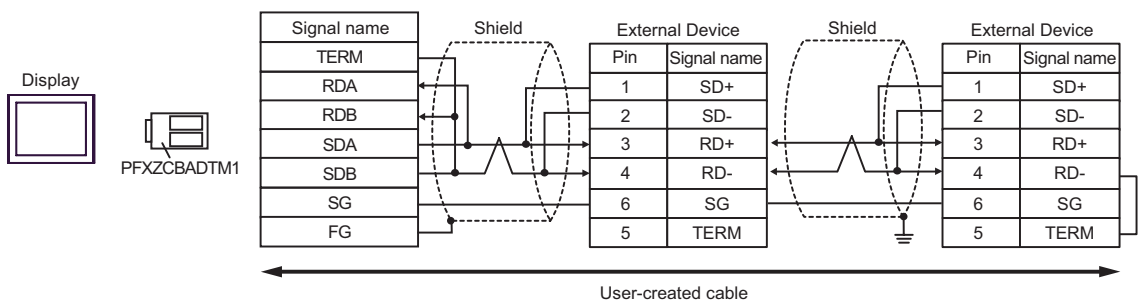 Display
PFXZCBADTM1
Signal name
TERM
RDA
RDB
SDA
SDB
SG
FG
Shield
External Device
Pin Signal name
1 SD+
2 SD-
3 RD+
4 RD-
6 SG
5 TERM
Shield
External Device
Pin Signal name
1 SD+
2 SD-
3 RD+
4 RD-
6 SG
5 TERM
User-created cable